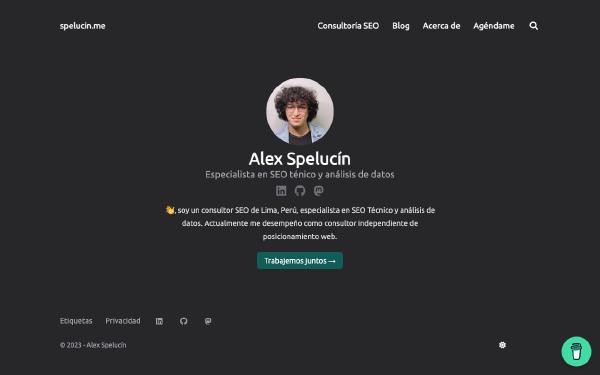 spelucin.me
Consultoría SEO Blog Acerca de Agéndame
Alex Spelucín
Especialista en SEO ténico y análisis de datos
👋, soy un consultor SEO de Lima, Perú, especialista en SEO Técnico y análisis de
datos. Actualmente me desempeño como consultor independiente de
posicionamiento web.
Trabajemos juntos →
Etiquetas Privacidad
© 2023 - Alex Spelucín